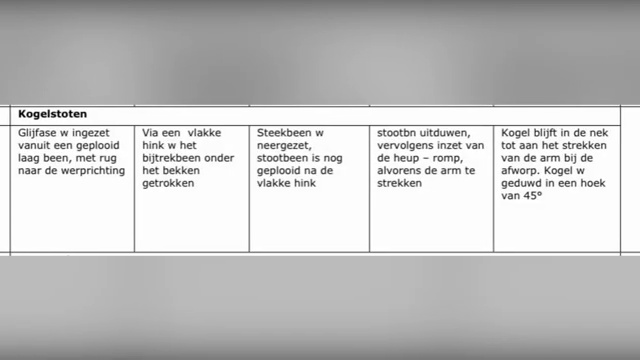 Kogelstoten
Glijfase w ingezet
vanuit een geplooid
laag been, met rug
naar de werprichting
Via een vlakke
hink w het
bijtrekbeen onder
het bekken
getrokken
Steekbeen w
neergezet,
stootbeen is nog
geplooid na de
vlakke hink
stootbn uitduwen,
vervolgens inzet van
de heup – romp,
alvorens de arm te
strekken
Kogel blijft in de nek
tot aan het strekken
van de arm bij de
afworp. Kogel w
geduwd in een hoek
van 45°